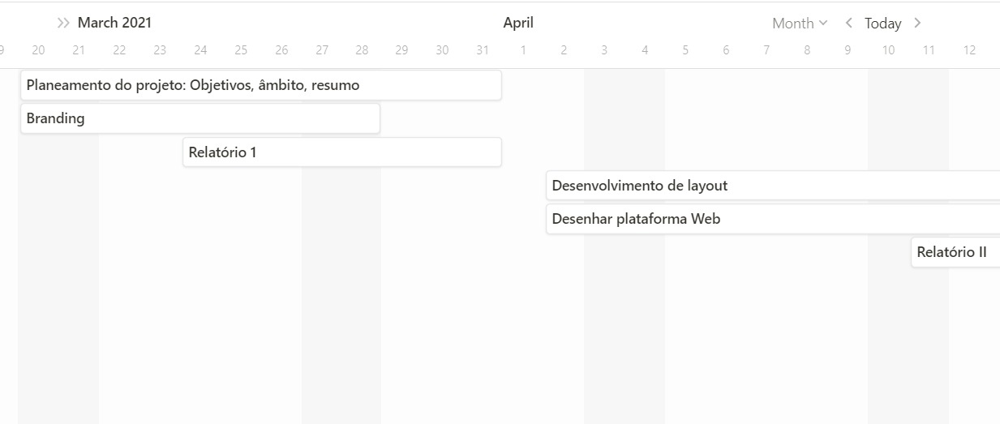 March 2021 April Month Today
9 20 21 22 23 24 25 26 27 28 29 30 31 1 2 3 4 5 6 7 8 9 10 11 12
Planeamento do projeto: Objetivos, âmbito, resumo
Branding
Relatório 1
Desenvolvimento de layout
Desenhar plataforma Web
Relatório II